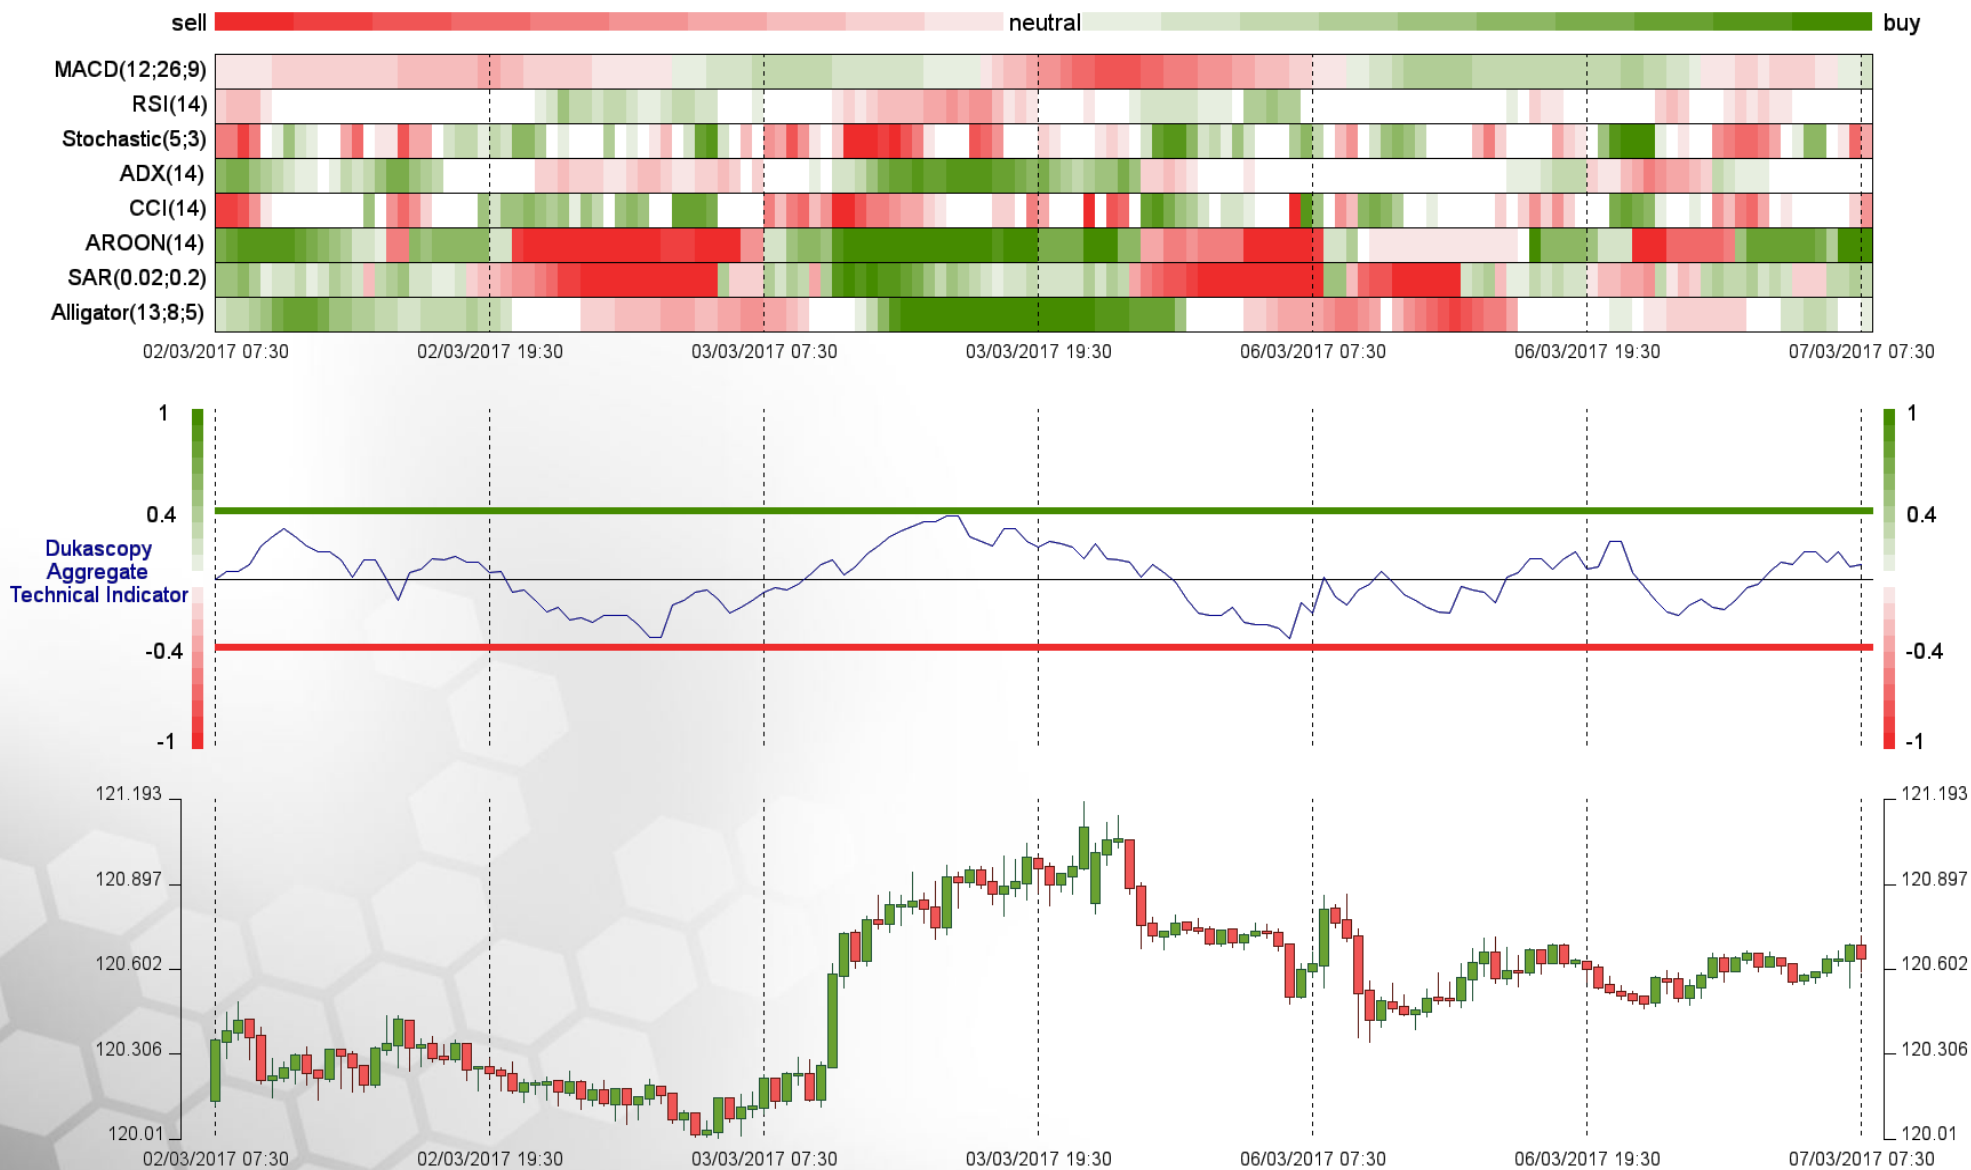 sell neutral buy
MACD(12;26;9)
RSI(14)
Stochastic(5;3)
ADX(14)
CCI(14)
AROON(14)
SAR(0.02;0.2)
Alligator(13;8;5)
02/03/2017 07:30 02/03/2017 19:30 03/03/2017 07:30 03/03/2017 19:30 06/03/2017 07:30 06/03/2017 19:30 07/03/2017 07:30
1 1
0.4 0.4
Dukascopy
Aggregate
Technical Indicator
-0.4 -0.4
-1 -1
121.193 121.193
120.897 120.897
120.602 120.602
120.306 120.306
120.01 120.01
02/03/2017 07:30 02/03/2017 19:30 03/03/2017 07:30 03/03/2017 19:30 06/03/2017 07:30 06/03/2017 19:30 07/03/2017 07:30